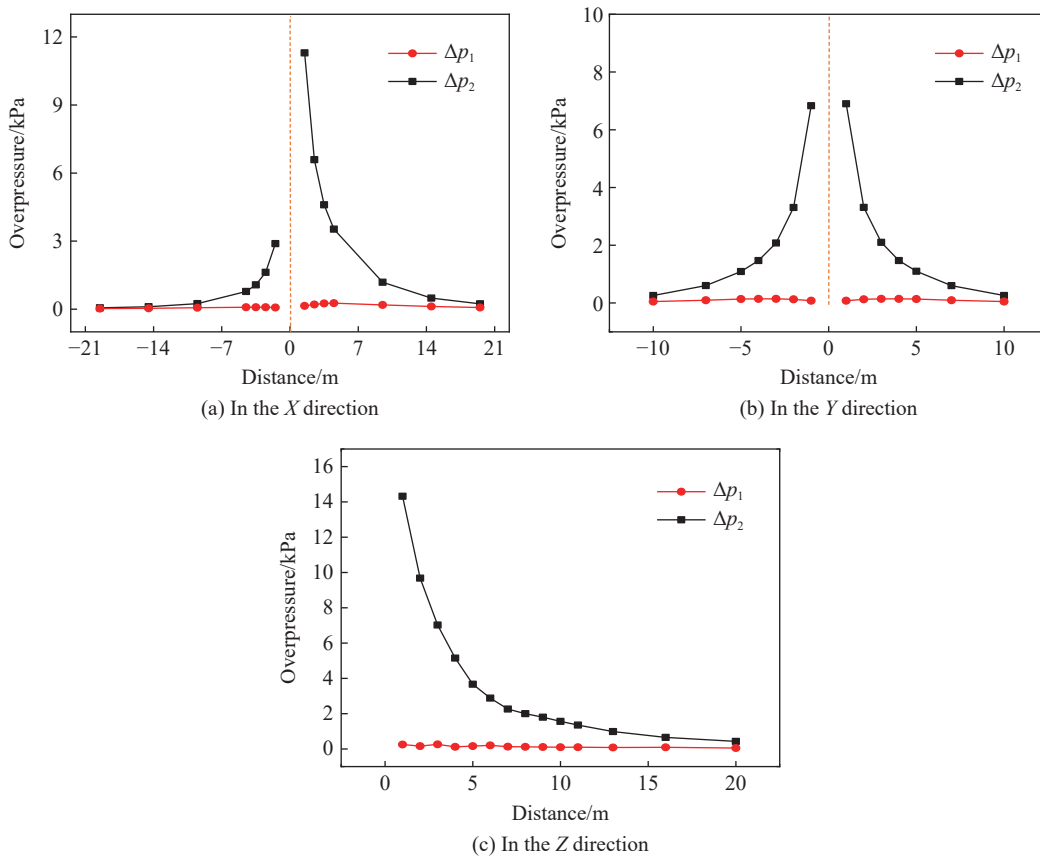 12
9
6
3
0
Overpressure/kPa
Δp₁
Δp₂
−21
−14
−7
0
7
14
21
Distance/m
(a) In the X direction
10
8
6
4
2
0
Overpressure/kPa
Δp₁
Δp₂
−10
−5
0
5
10
Distance/m
(b) In the Y direction
16
14
12
10
8
6
4
2
0
Overpressure/kPa
Δp₁
Δp₂
0
5
10
15
20
Distance/m
(c) In the Z direction